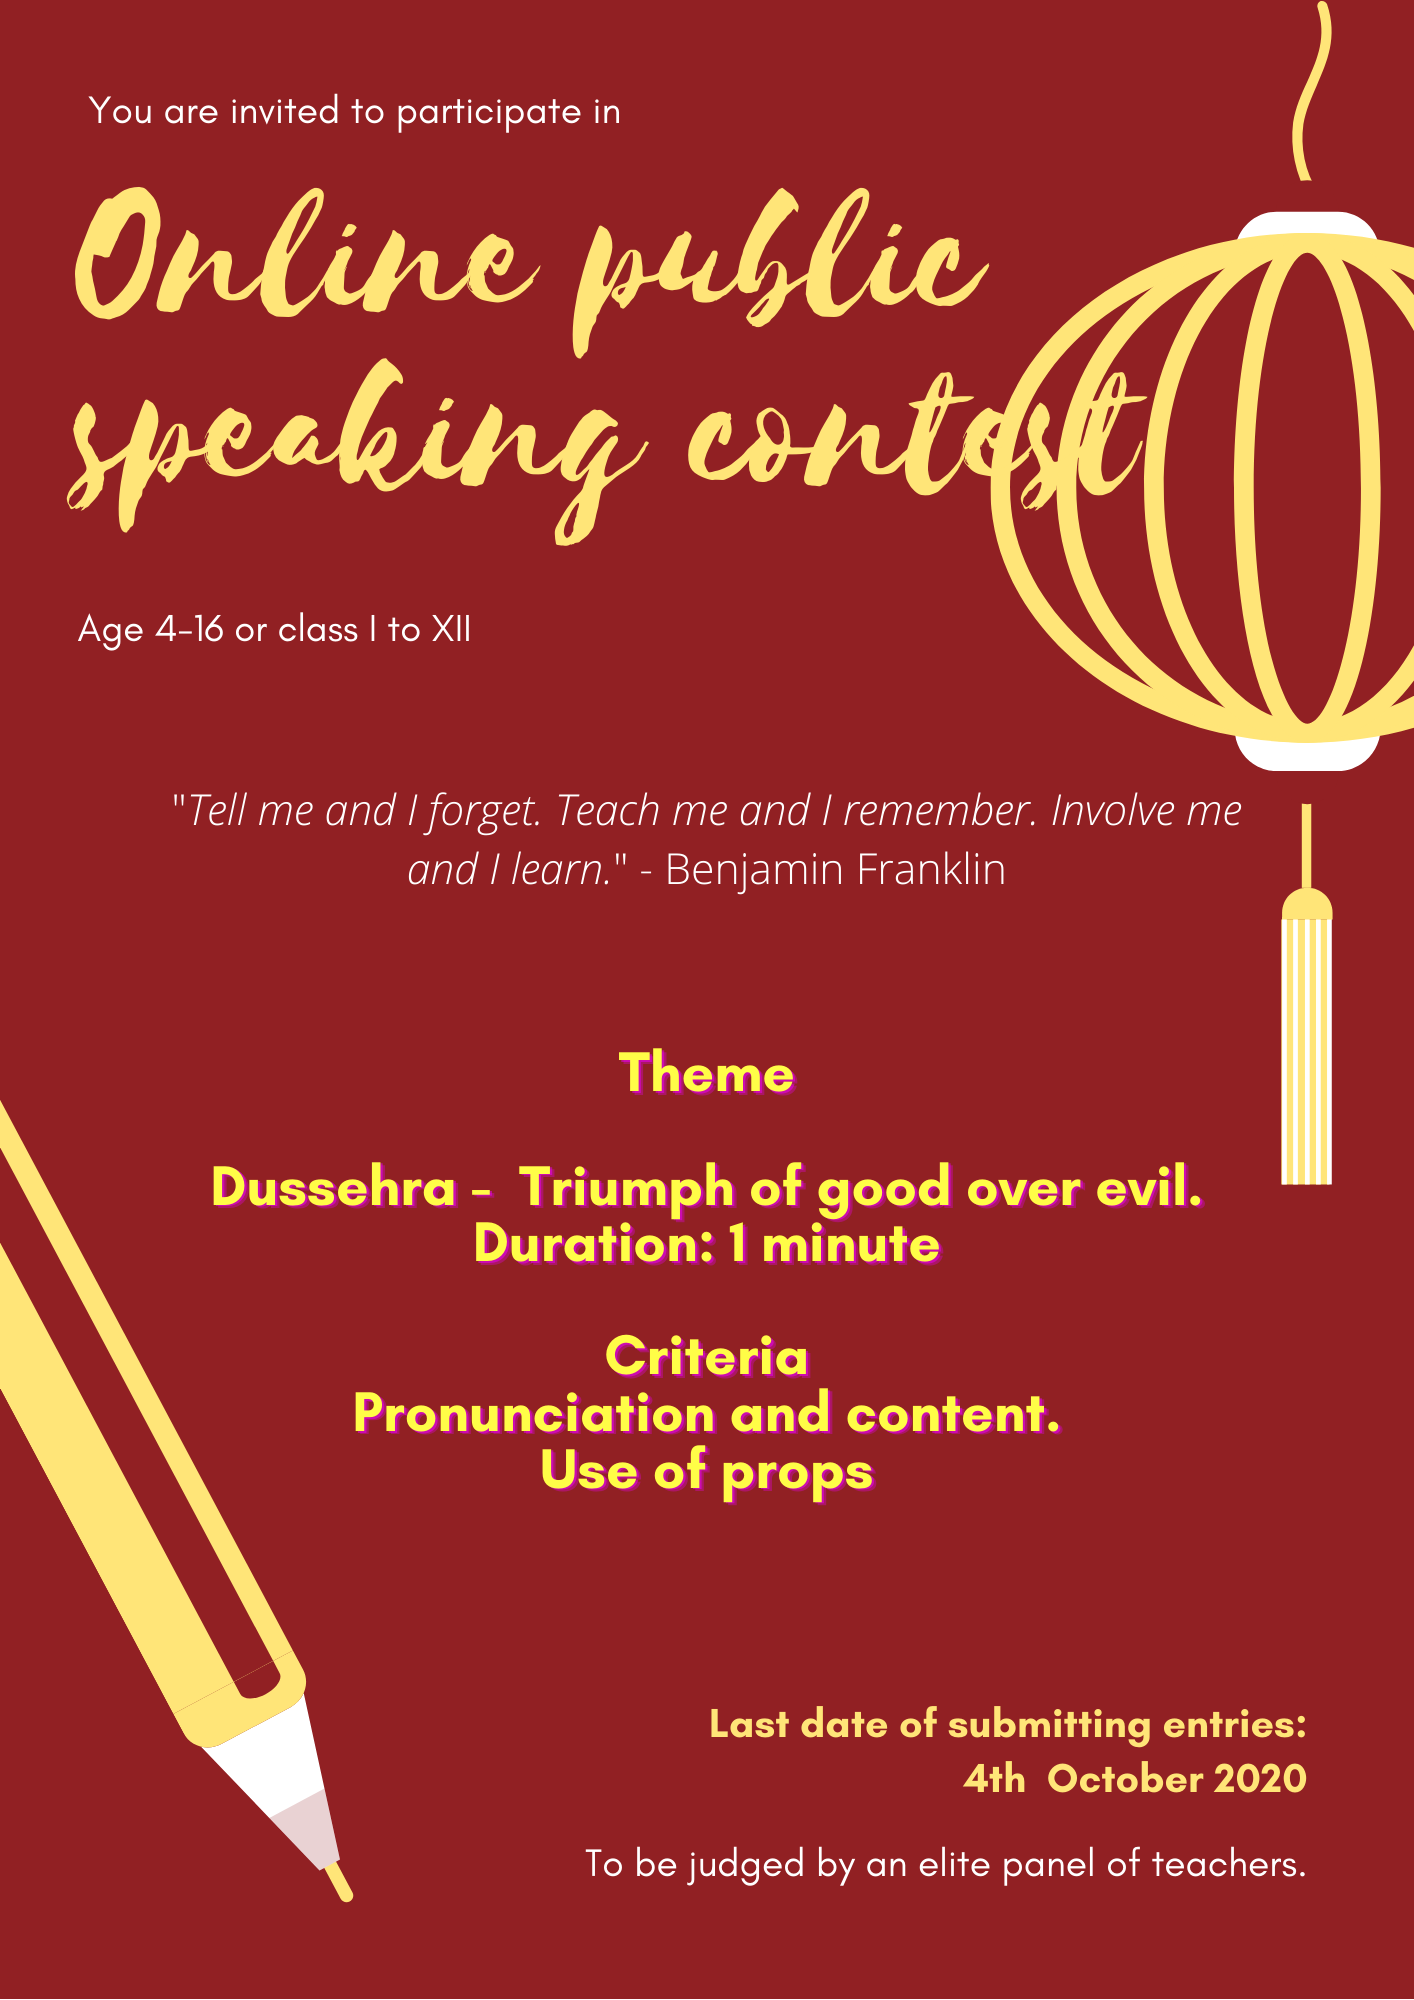 You are invited to participate in
Online public
speaking contest
Age 4-16 or class I to XII
"Tell me and I forget. Teach me and I remember. Involve me
and I learn." - Benjamin Franklin
Theme
Dussehra - Triumph of good over evil.
Duration: 1 minute
Criteria
Pronunciation and content.
Use of props
Last date of submitting entries:
4th October 2020
To be judged by an elite panel of teachers.